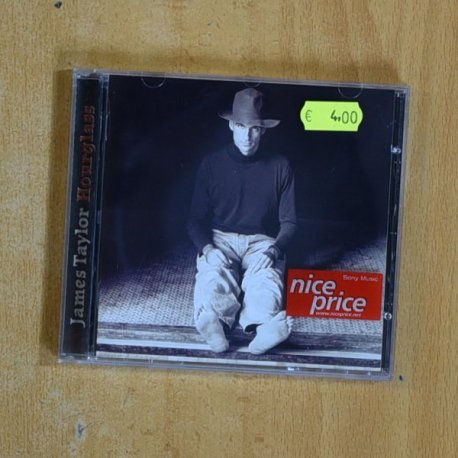 James Taylor Hourglass
€ 4.00
Sony Music
nice
price
www.niceprice.net